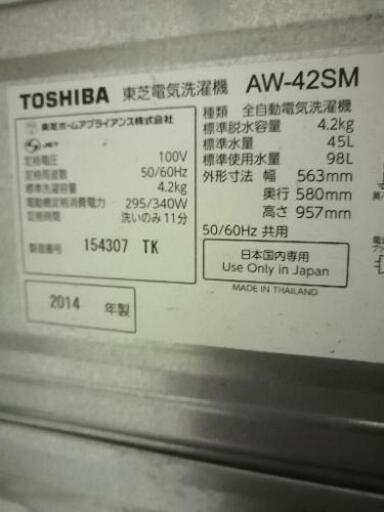 TOSHIBA 東芝電気洗濯機 AW-42SM
東芝ホームアプライアンス株式会社
JET
定格電圧 100V
定格周波数 50/60Hz
標準洗濯容量 4.2kg
電動機定格消費電力 295/340W
定格時間 洗いのみ11分
製造番号 154307 TK
2014 年製
種類 全自動電気洗濯機
標準脱水容量 4.2kg
標準水量 45L
標準使用水量 98L
外形寸法 幅 563mm
奥行 580mm
高さ 957mm
50/60Hz 共用
日本国内専用
Use Only in Japan
MADE IN THAILAND